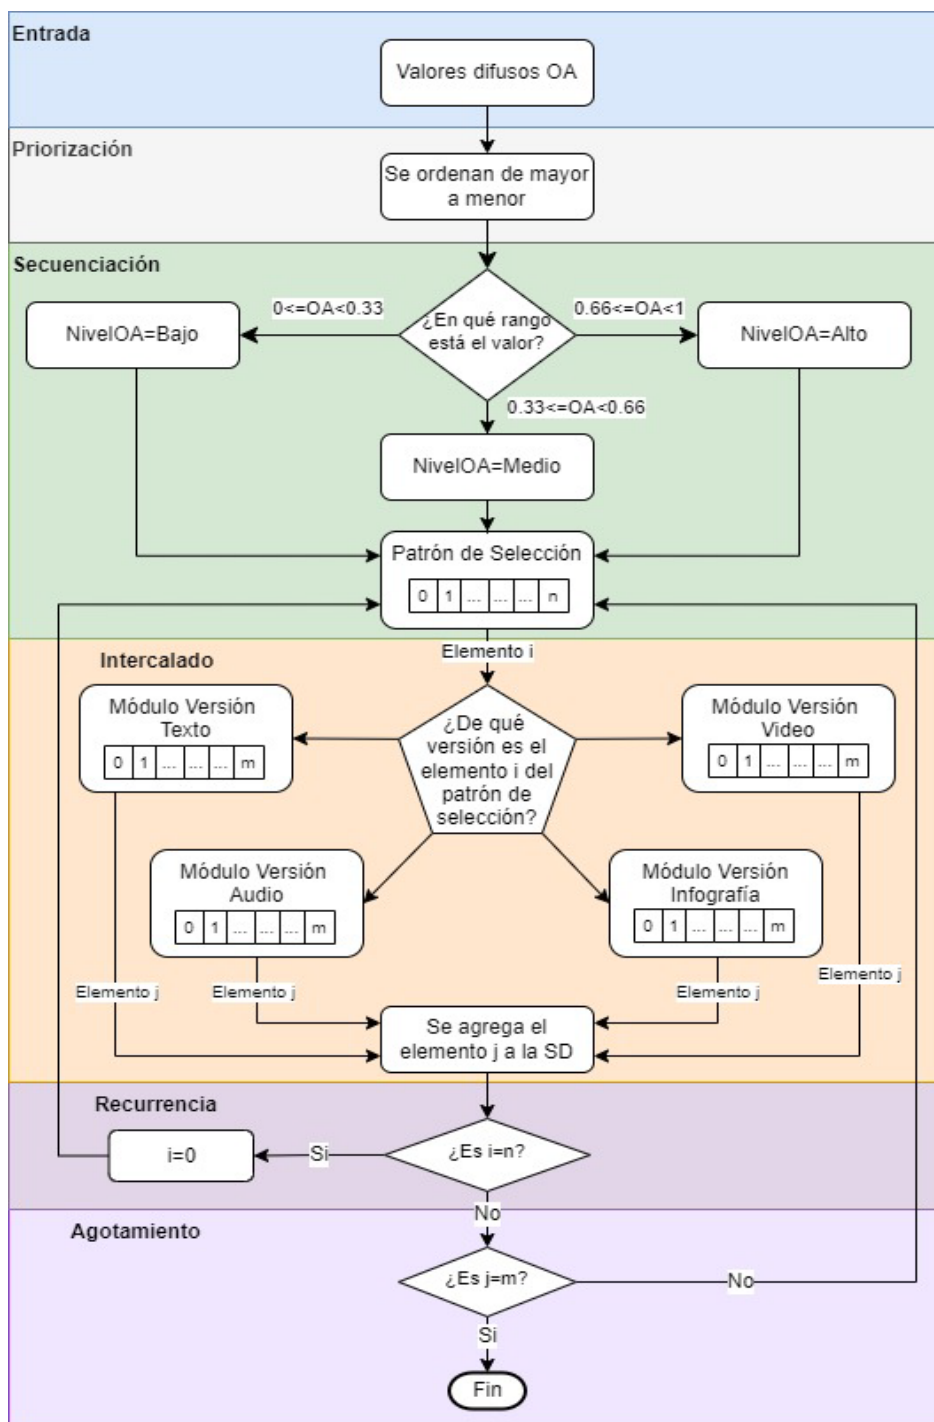 Entrada
Valores difusos OA
Priorización
Se ordenan de mayor
a menor
Secuenciación
0<=OA<0.33
0.66<=OA<1
¿En qué rango
está el valor?
NivelOA=Bajo
NivelOA=Alto
0.33<=OA<0.66
NivelOA=Medio
Patrón de Selección
0 1 ... ... ... n
Elemento i
Intercalado
Módulo Versión
Texto
0 1 ... ... ... m
¿De qué
versión es el
elemento i del
patrón de
selección?
Módulo Versión
Video
0 1 ... ... ... m
Módulo Versión
Audio
0 1 ... ... ... m
Módulo Versión
Infografía
0 1 ... ... ... m
Elemento j
Elemento j
Elemento j
Elemento j
Se agrega el
elemento j a la SD
Recurrencia
i=0
Si
¿Es i=n?
No
Agotamiento
¿Es j=m?
No
Si
Fin